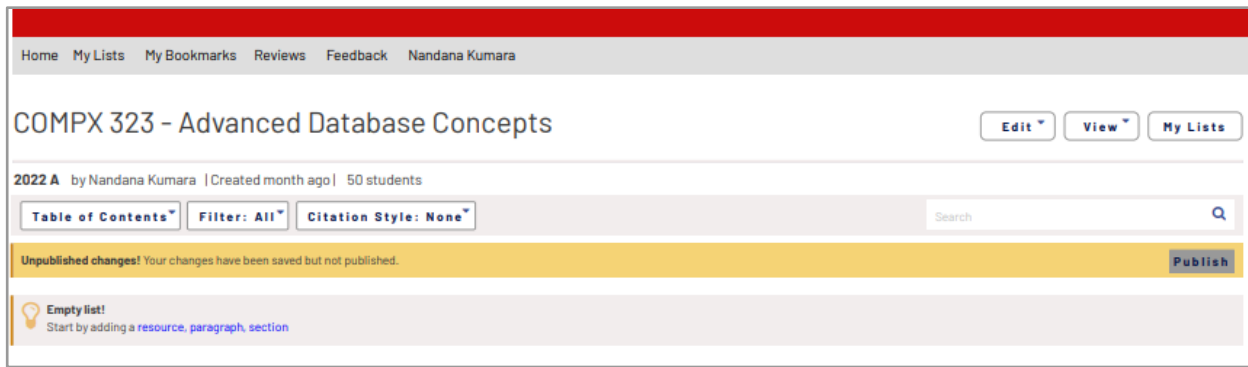 Home My Lists My Bookmarks Reviews Feedback Nandana Kumara
COMPX 323 - Advanced Database Concepts
Edit View My Lists
2022 A by Nandana Kumara | Created month ago | 50 students
Table of Contents Filter: All Citation Style: None Search
Unpublished changes! Your changes have been saved but not published. Publish
Empty list!
Start by adding a resource, paragraph, section